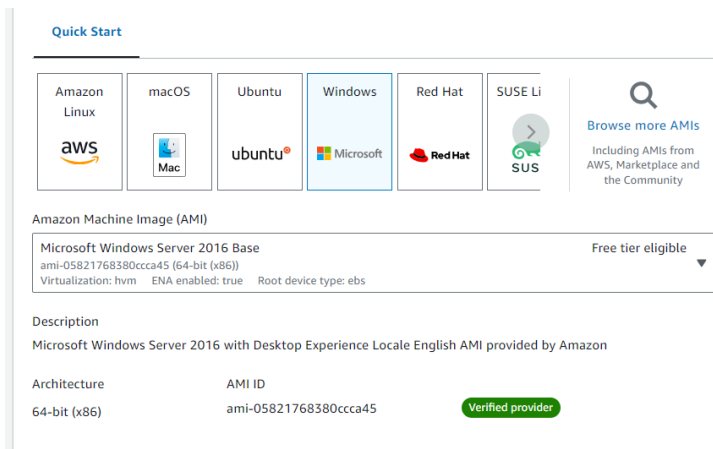 Quick Start
Amazon Linux
aws
macOS
Mac
Ubuntu
ubuntu®
Windows
Microsoft
Red Hat
Red Hat
SUSE Li
SUS
Browse more AMIs
Including AMIs from
AWS, Marketplace and
the Community
Amazon Machine Image (AMI)
Microsoft Windows Server 2016 Base Free tier eligible
ami-05821768380ccca45 (64-bit (x86))
Virtualization: hvm ENA enabled: true Root device type: ebs
Description
Microsoft Windows Server 2016 with Desktop Experience Locale English AMI provided by Amazon
Architecture AMI ID
64-bit (x86) ami-05821768380ccca45 Verified provider